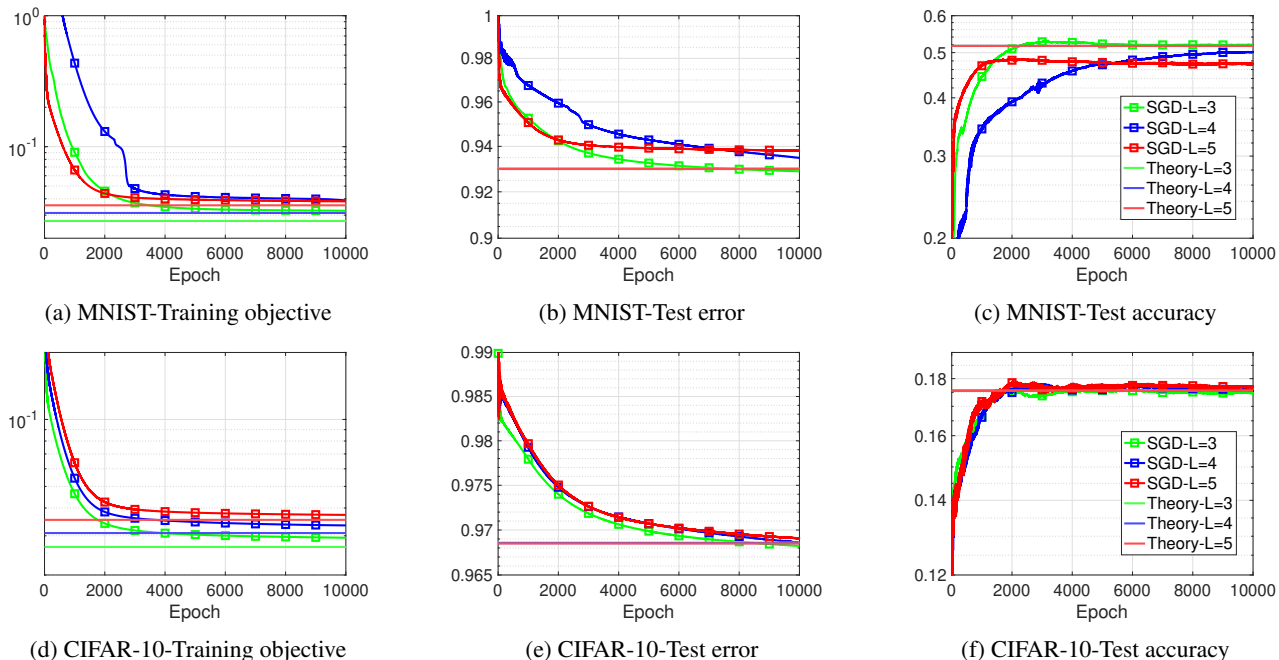 10^0
10^-1
0 2000 4000 6000 8000 10000
Epoch
(a) MNIST-Training objective
1
0.98
0.96
0.94
0.92
0.9
0 2000 4000 6000 8000 10000
Epoch
(b) MNIST-Test error
0.6
0.5
0.4
0.3
0.2
0 2000 4000 6000 8000 10000
Epoch
SGD-L=3
SGD-L=4
SGD-L=5
Theory-L=3
Theory-L=4
Theory-L=5
(c) MNIST-Test accuracy
10^-1
0 2000 4000 6000 8000 10000
Epoch
(d) CIFAR-10-Training objective
0.99
0.985
0.98
0.975
0.97
0.965
0 2000 4000 6000 8000 10000
Epoch
(e) CIFAR-10-Test error
0.18
0.16
0.14
0.12
0 2000 4000 6000 8000 10000
Epoch
SGD-L=3
SGD-L=4
SGD-L=5
Theory-L=3
Theory-L=4
Theory-L=5
(f) CIFAR-10-Test accuracy